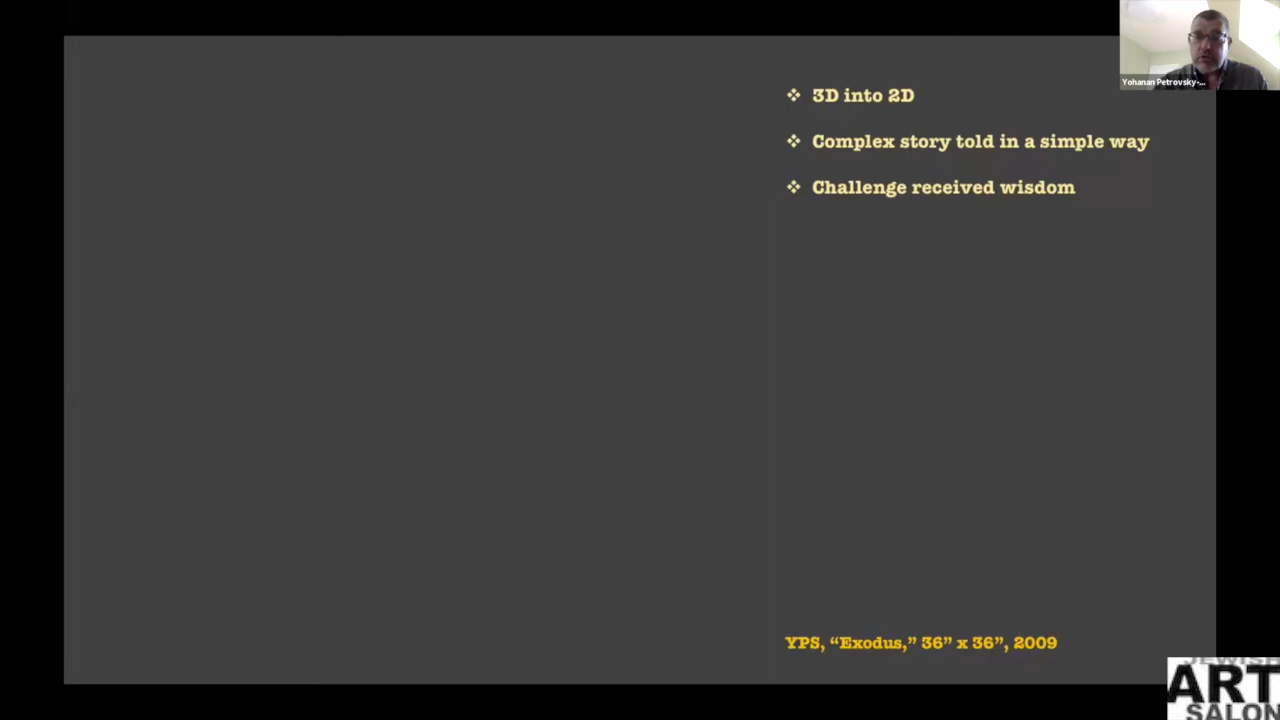 Yohanan Petrovsky-...
❖ 3D into 2D
❖ Complex story told in a simple way
❖ Challenge received wisdom
YPS, “Exodus,” 36” x 36”, 2009
JEWISH
ART
SALON